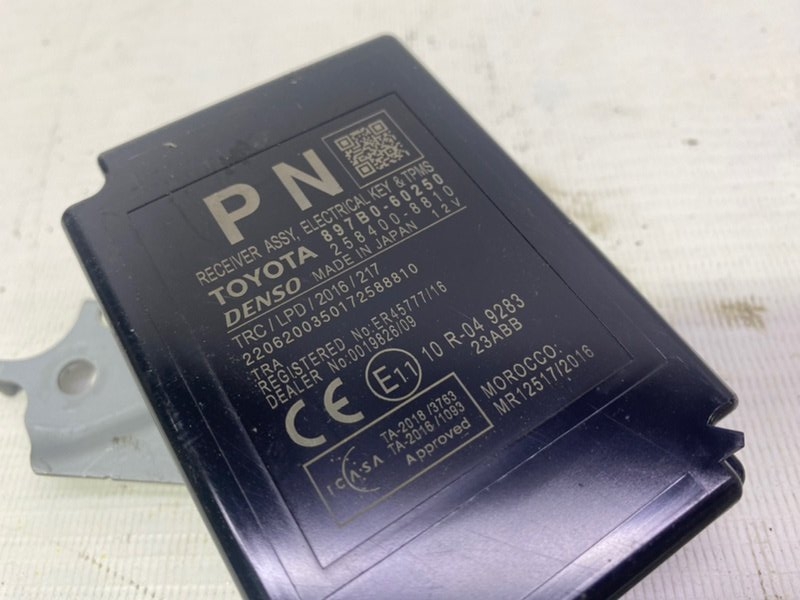 P N
RECEIVER ASSY, ELECTRICAL KEY & TPMS
TOYOTA 897B0-60250
258400-8810
DENSO MADE IN JAPAN 12V
TRC/LPD/2016/217
2206200350172588810
TRA
REGISTERED No:ER45777/16
DEALER No:0019826/09
CE E11 10 R-04 9283
23ABB
MOROCCO:
MR12517/2016
ICASA
TA-2018/3763
TA-2016/1093
Approved